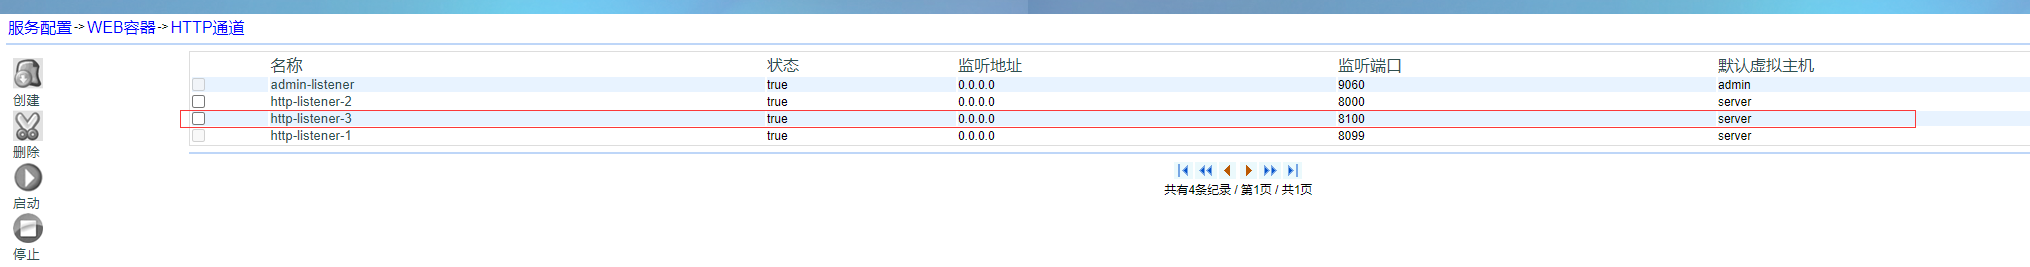 服务配置->WEB容器->HTTP通道
创建
删除
启动
停止
名称 状态 监听地址 监听端口 默认虚拟主机
admin-listener true 0.0.0.0 9060 admin
http-listener-2 true 0.0.0.0 8000 server
http-listener-3 true 0.0.0.0 8100 server
http-listener-1 true 0.0.0.0 8099 server
共有4条纪录 / 第1页 / 共1页